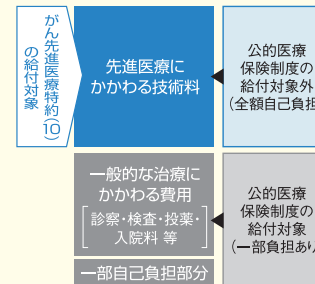 がん先進医療特約(10)
の給付対象
先進医療に
かかわる技術料
公的医療
保険制度の
給付対象外
(全額自己負担
一般的な治療に
かかわる費用
診察・検査・投薬・
入院料 等
公的医療
保険制度の
給付対象
(一部負担あり
一部自己負担部分